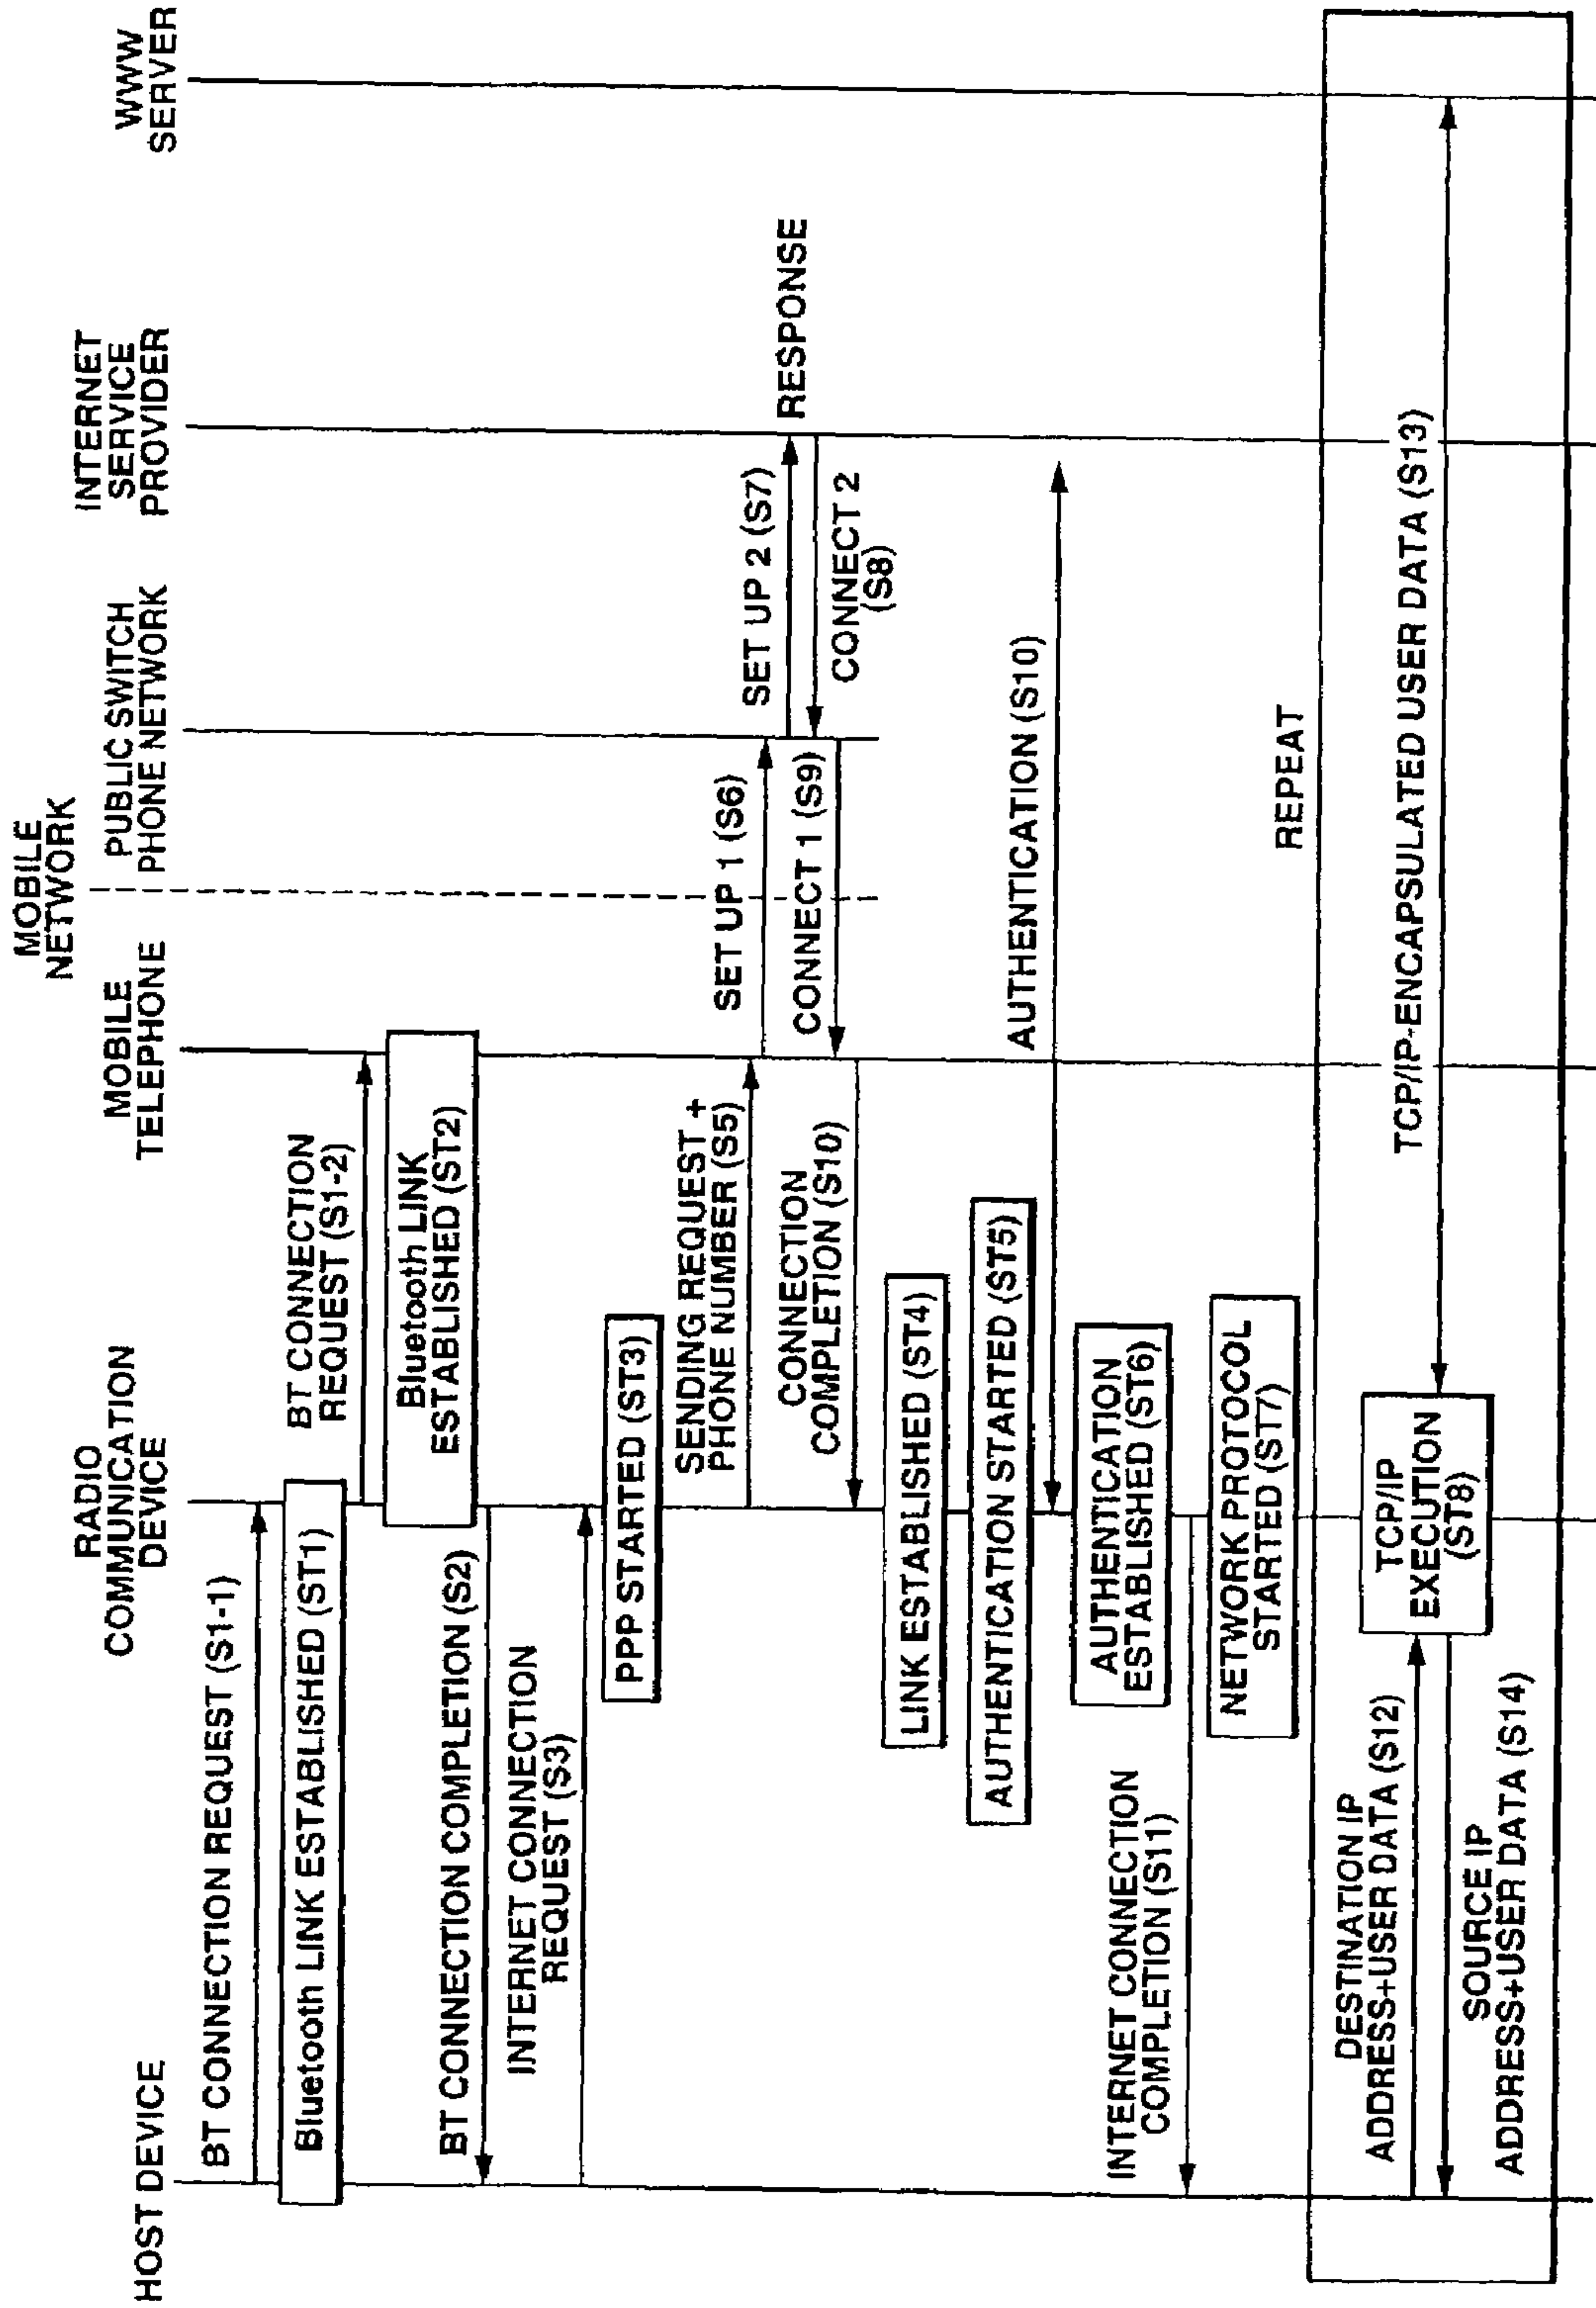 HOST DEVICE
RADIO
COMMUNICATION
DEVICE
MOBILE
TELEPHONE
MOBILE
NETWORK
PUBLIC SWITCH
PHONE NETWORK
INTERNET
SERVICE
PROVIDER
WWW
SERVER
BT CONNECTION REQUEST (S1-1)
Bluetooth LINK ESTABLISHED (ST1)
BT CONNECTION
REQUEST (S1-2)
Bluetooth LINK
ESTABLISHED (ST2)
BT CONNECTION COMPLETION (S2)
INTERNET CONNECTION
REQUEST (S3)
PPP STARTED (ST3)
SENDING REQUEST +
PHONE NUMBER (S5)
SET UP 1 (S6)
SET UP 2 (S7)
RESPONSE
CONNECT 2
(S8)
CONNECT 1 (S9)
CONNECTION
COMPLETION (S10)
LINK ESTABLISHED (ST4)
AUTHENTICATION STARTED (ST5)
AUTHENTICATION (S10)
AUTHENTICATION
ESTABLISHED (ST6)
INTERNET CONNECTION
COMPLETION (S11)
NETWORK PROTOCOL
STARTED (ST7)
REPEAT
DESTINATION IP
ADDRESS+USER DATA (S12)
TCP/IP
EXECUTION
(ST8)
TCP/IP-ENCAPSULATED USER DATA (S13)
SOURCE IP
ADDRESS+USER DATA (S14)